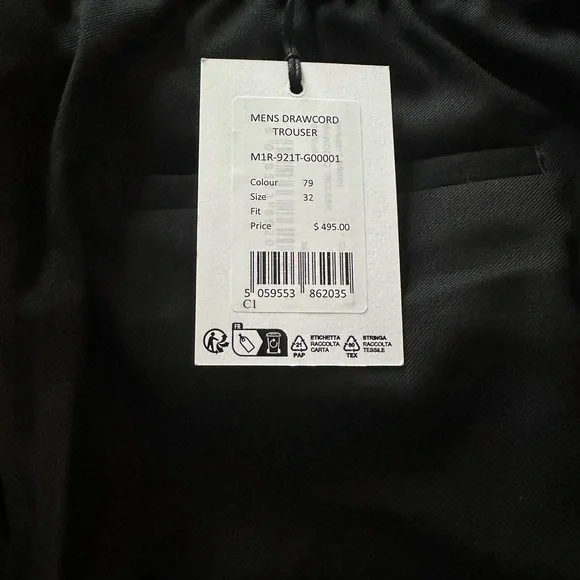 MENS DRAWCORD
TROUSER
M1R-921T-G00001
Colour 79
Size 32
Fit
Price $ 495.00
5 059553 862035
C1
FR
21
PAP
ETICHETTA
RACCOLTA
CARTA
60
TEX
STRINGA
RACCOLTA
TESSILE